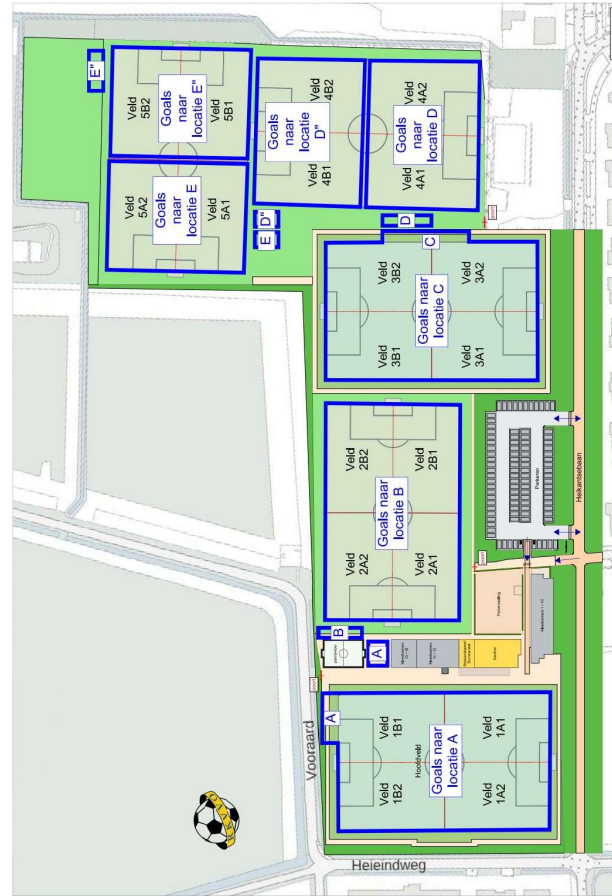 E"
Veld
5B2
Goals
naar
locatie E"
Veld
5B1
Veld
5A2
Goals
naar
locatie E
Veld
5A1
Veld
4B2
Goals
naar
locatie
D"
Veld
4B1
Veld
4A2
Goals
naar
locatie D
Veld
4A1
D"
E
D
poort
C
Veld
3B2
Veld
3A2
Goals naar
locatie C
Veld
3B1
Veld
3A1
Veld
2B2
Veld
2B1
Goals naar
locatie B
Veld
2A2
Veld
2A1
Parkeren
Heikantsebaan
poort
B
A
Kantine
poort
A
Vooraard
Veld
1B1
Veld
1A1
Hoofdveld
Goals naar
locatie A
Veld
1B2
Veld
1A2
Heieindweg